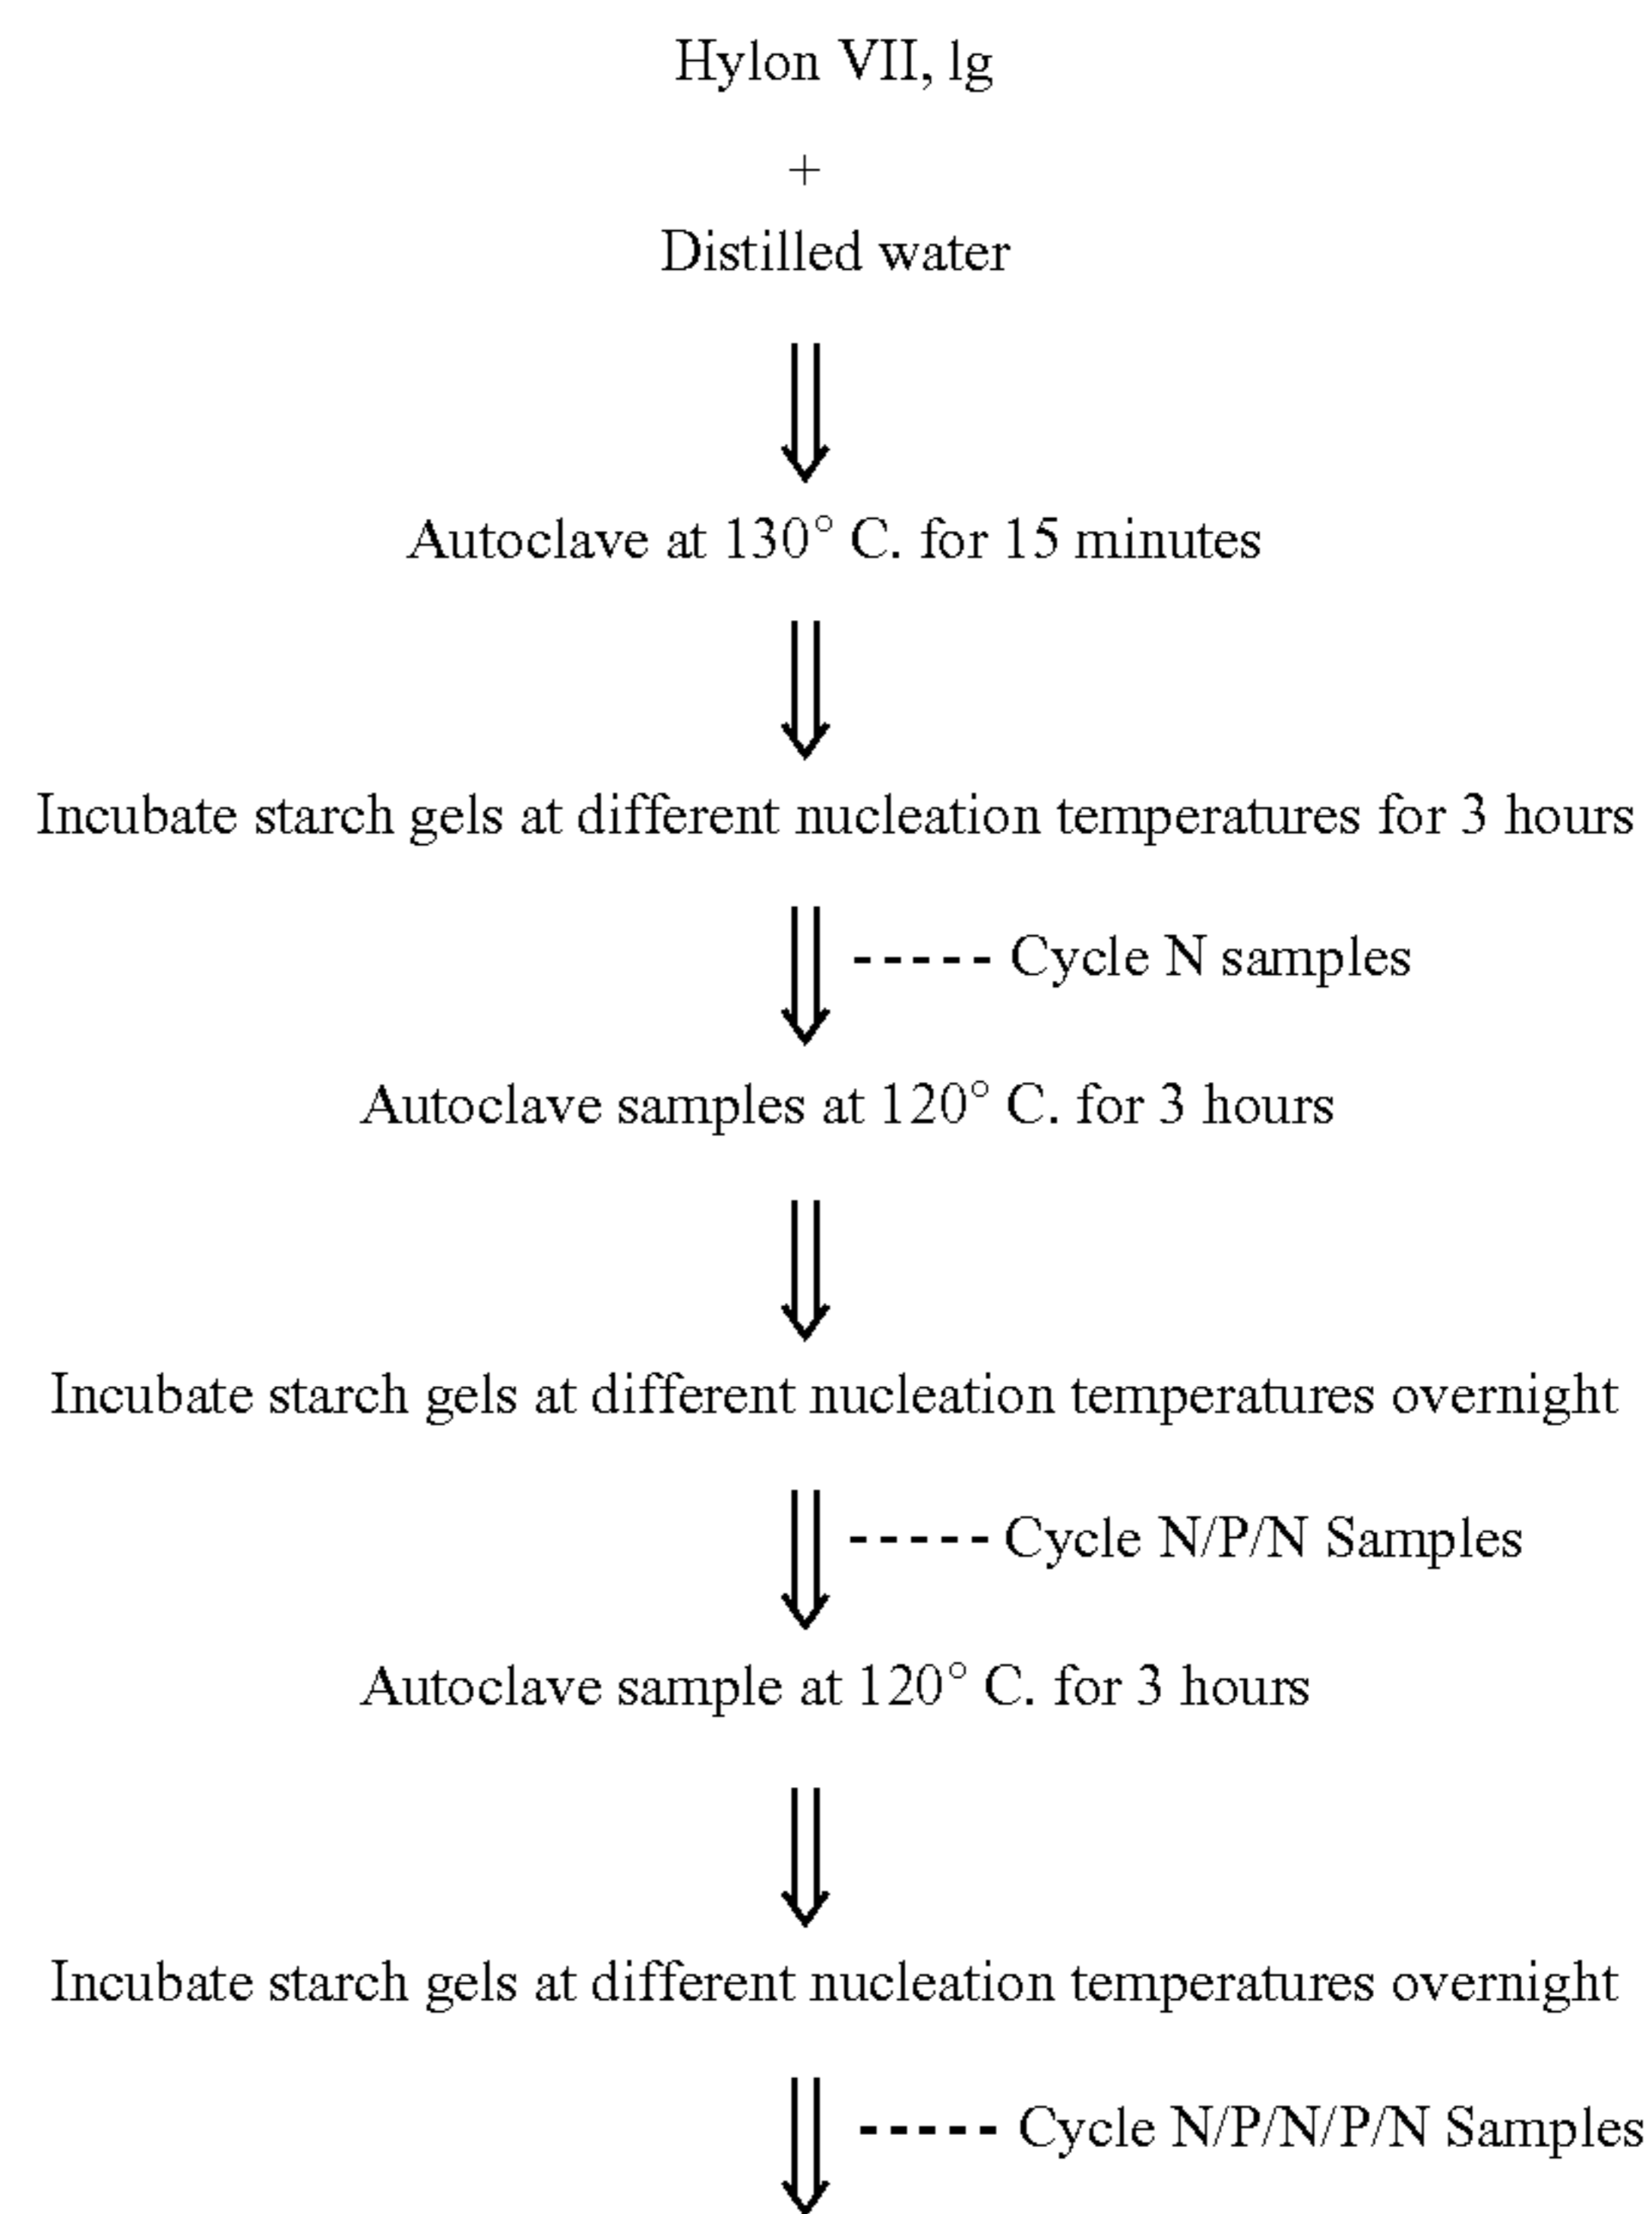 Hylon VII, lg
+
Distilled water
Autoclave at 130° C. for 15 minutes
Incubate starch gels at different nucleation temperatures for 3 hours
----- Cycle N samples
Autoclave samples at 120° C. for 3 hours
Incubate starch gels at different nucleation temperatures overnight
----- Cycle N/P/N Samples
Autoclave sample at 120° C. for 3 hours
Incubate starch gels at different nucleation temperatures overnight
----- Cycle N/P/N/P/N Samples